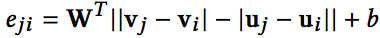 e_{ji} = 𝐖^T||𝐯_j − 𝐯_i| − |𝐮_j − 𝐮_i|| + b